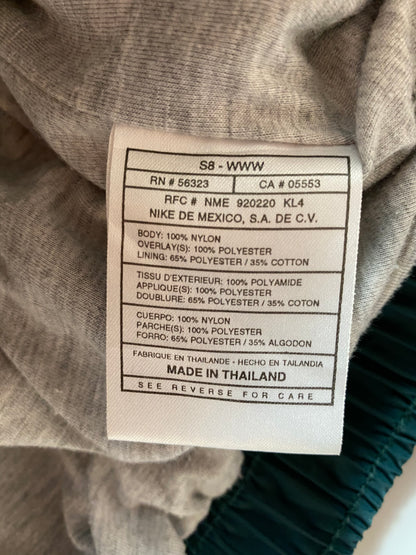 S8 - WWW
RN # 56323 CA # 05553
RFC # NME 920220 KL4
NIKE DE MEXICO, S.A. DE C.V.
BODY: 100% NYLON
OVERLAY(S): 100% POLYESTER
LINING: 65% POLYESTER / 35% COTTON
TISSU D'EXTERIEUR: 100% POLYAMIDE
APPLIQUE(S): 100% POLYESTER
DOUBLURE: 65% POLYESTER / 35% COTON
CUERPO: 100% NYLON
PARCHE(S): 100% POLYESTER
FORRO: 65% POLYESTER / 35% ALGODON
FABRIQUE EN THAILANDE - HECHO EN TAILANDIA
MADE IN THAILAND
SEE REVERSE FOR CARE